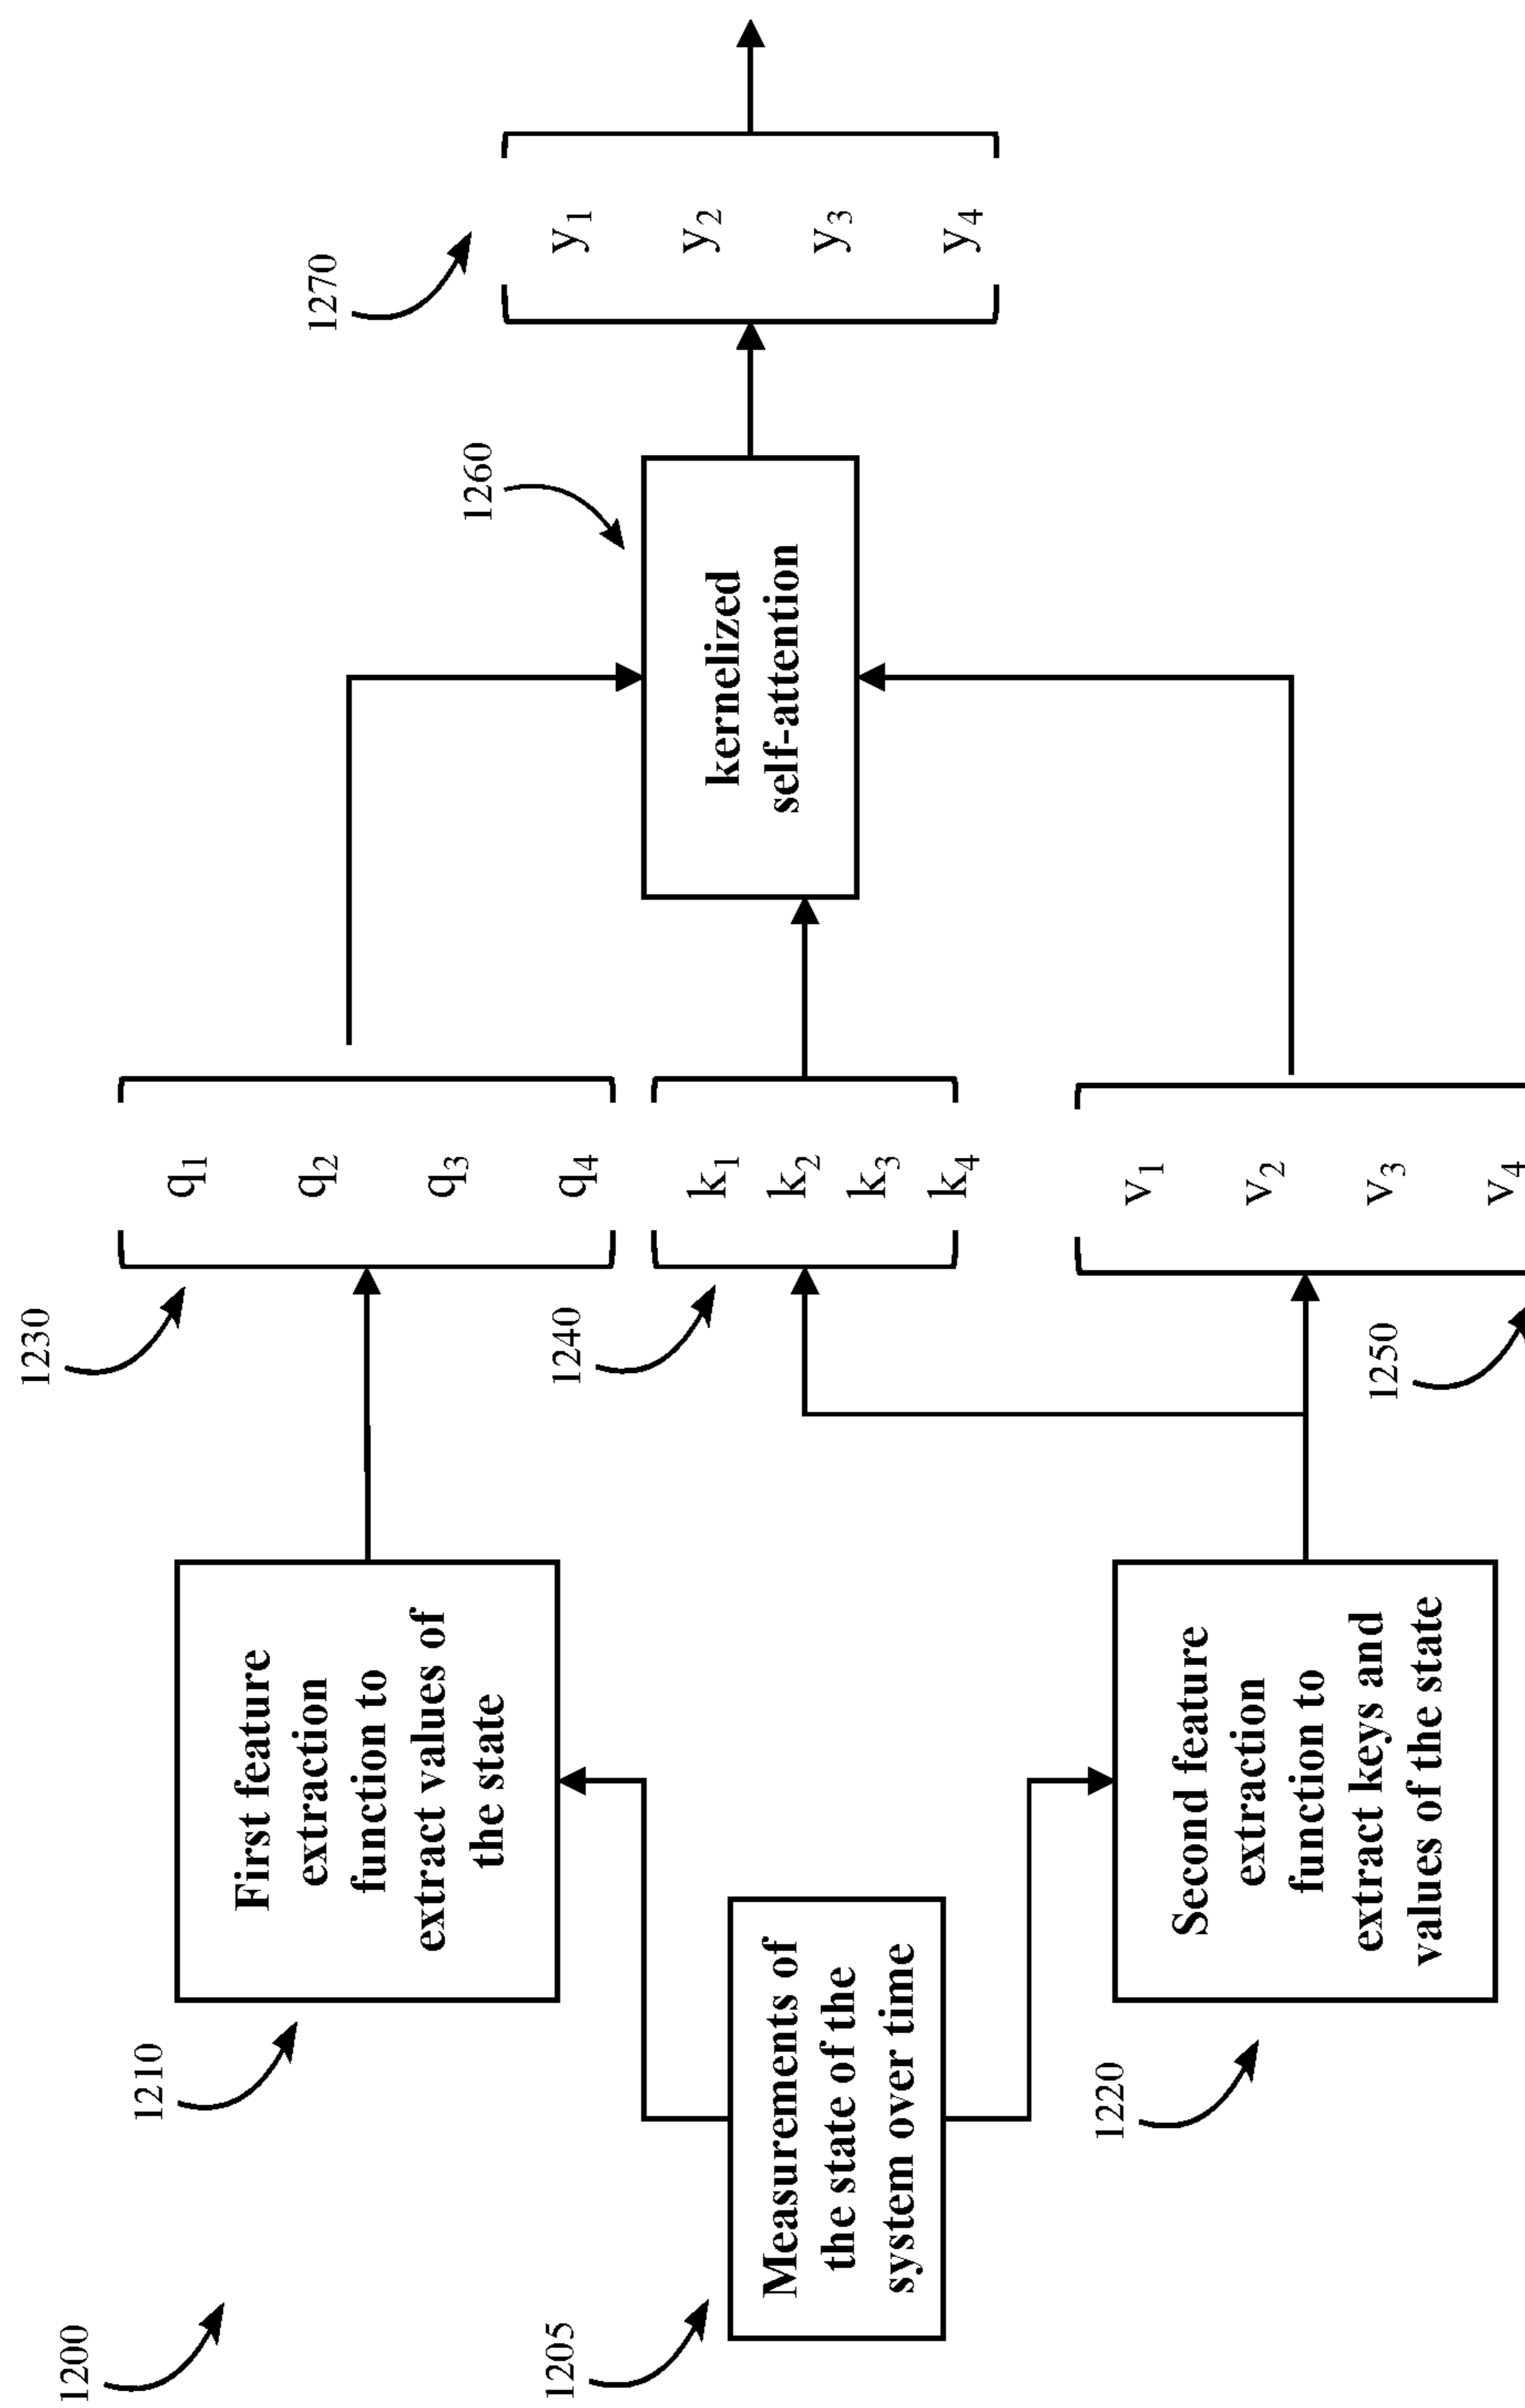 1200
1205
Measurements of
the state of the
system over time
1210
First feature
extraction
function to
extract values of
the state
1220
Second feature
extraction
function to
extract keys and
values of the state
1230
q1
q2
q3
q4
1240
k1
k2
k3
k4
1250
v1
v2
v3
v4
1260
kernelized
self-attention
1270
y1
y2
y3
y4